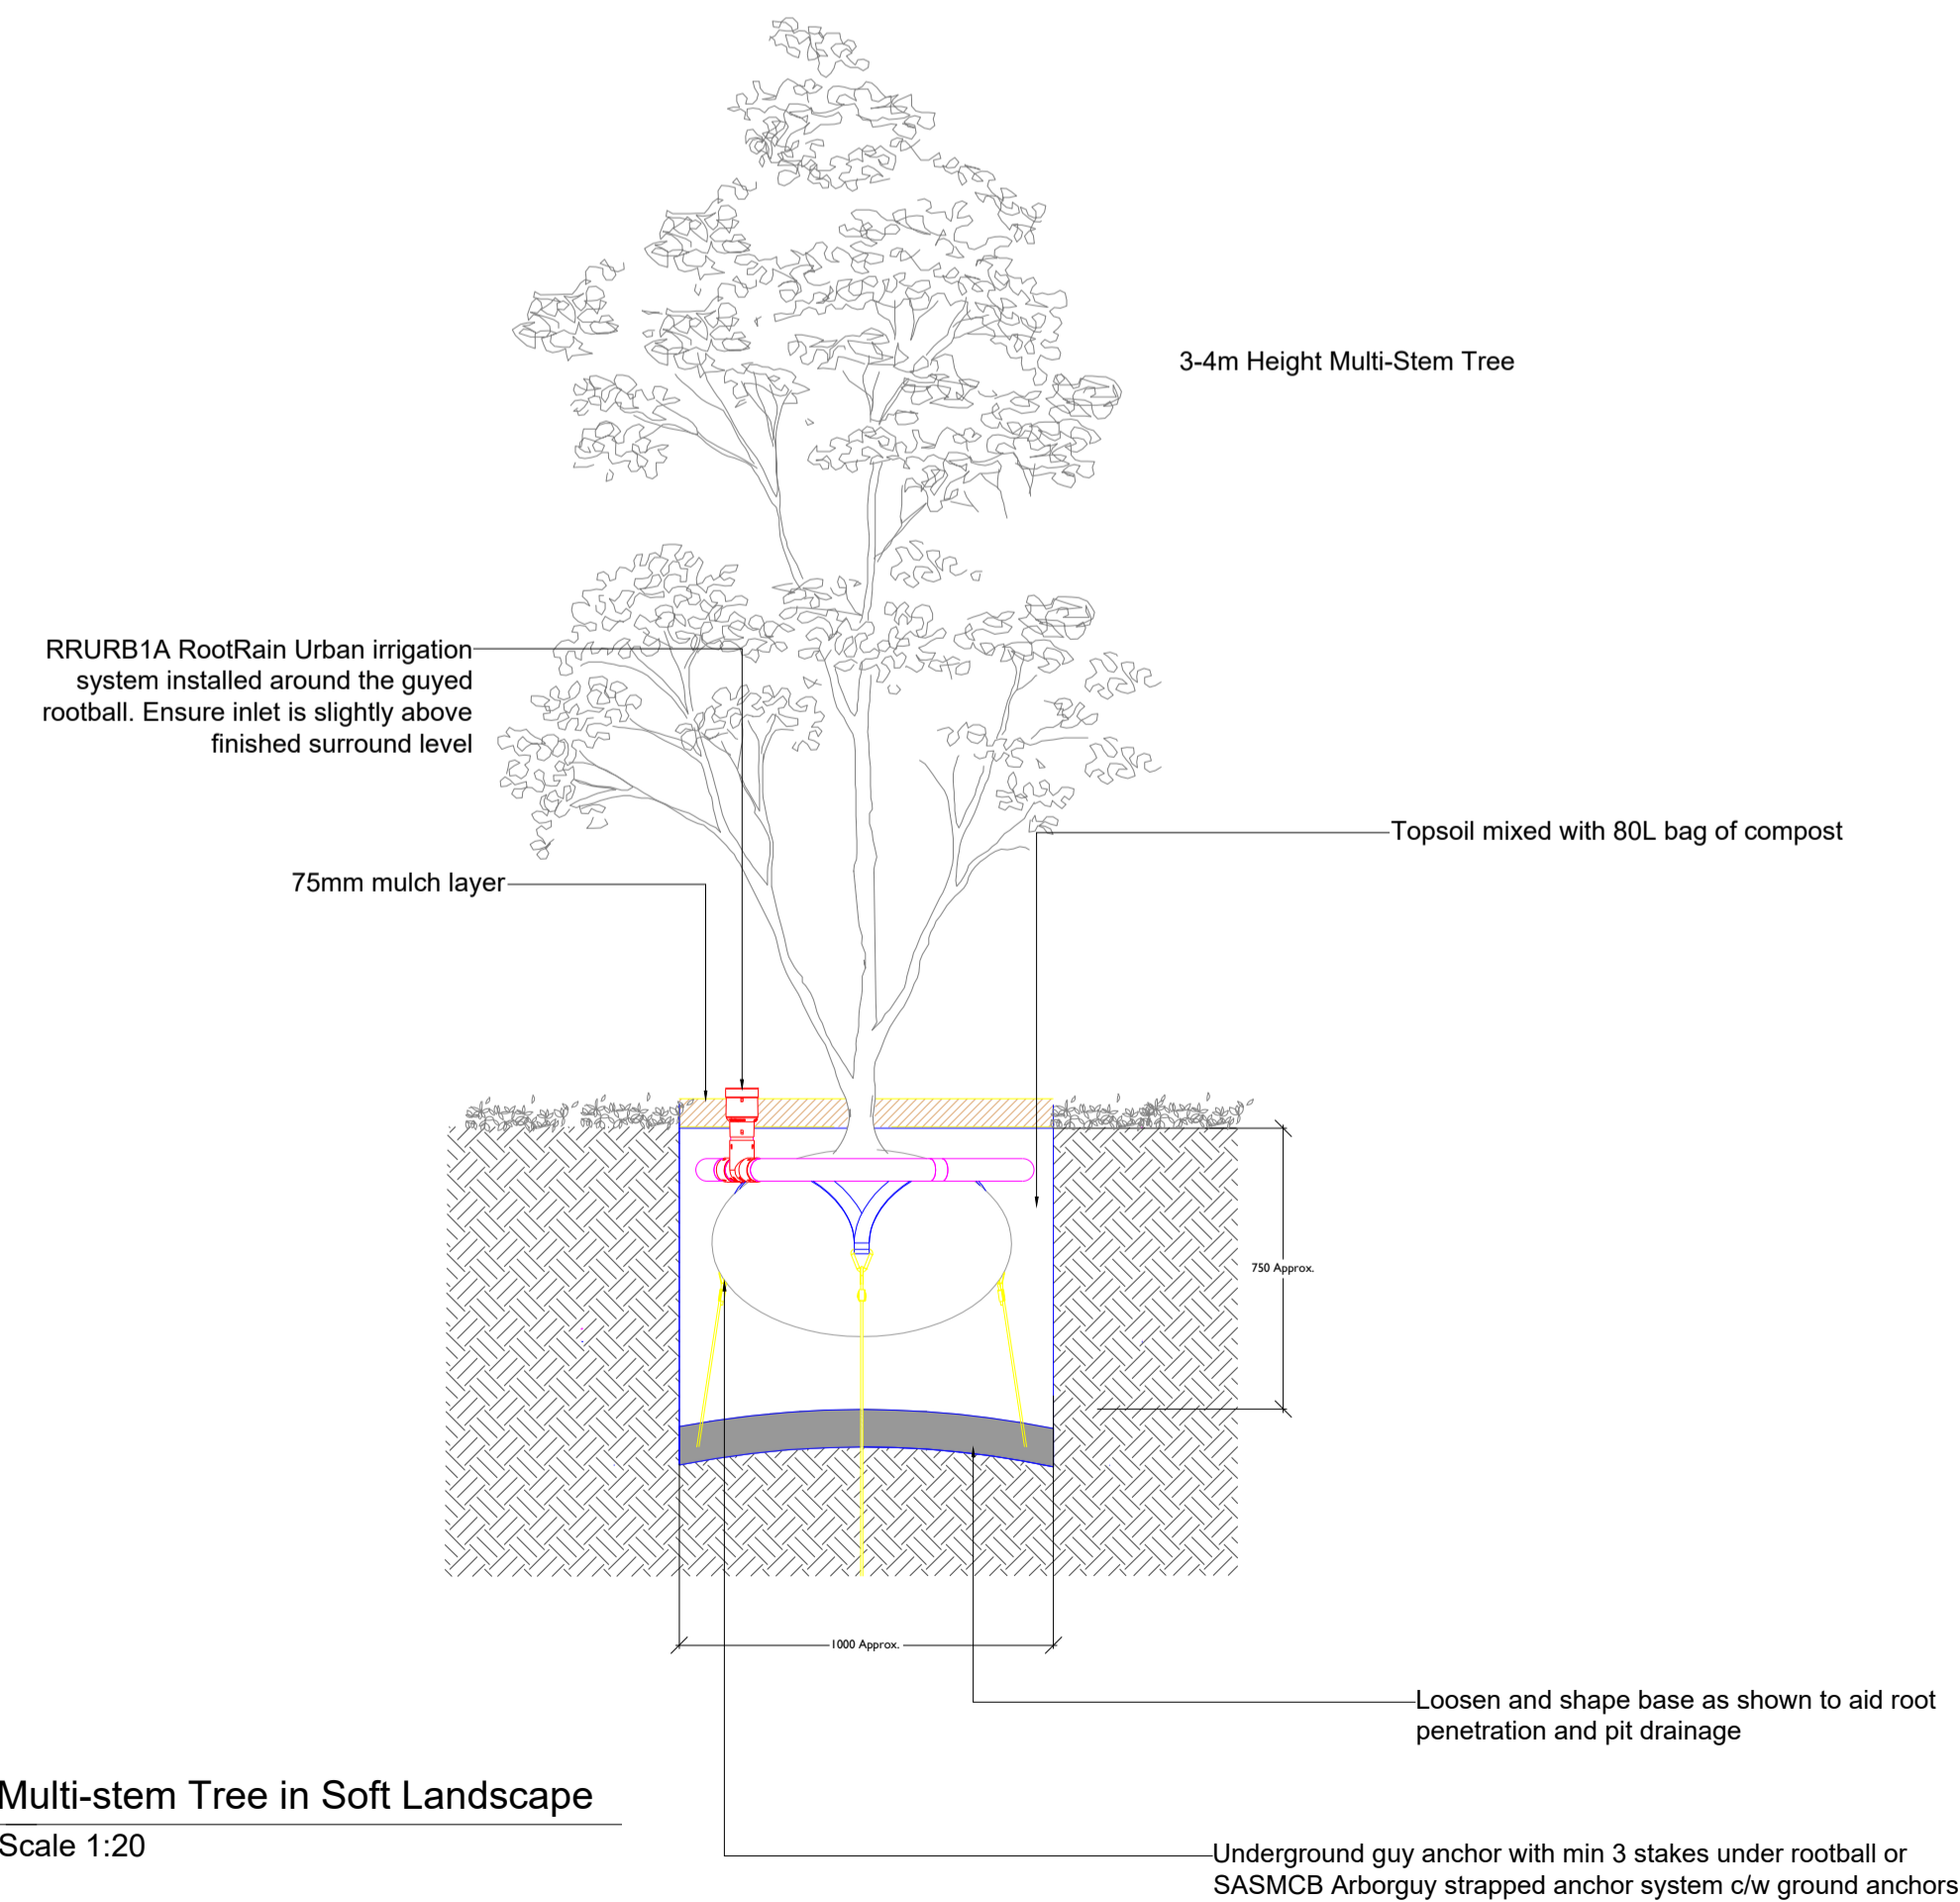 3-4m Height Multi-Stem Tree
RRURB1A RootRain Urban irrigation
system installed around the guyed
rootball. Ensure inlet is slightly above
finished surround level
Topsoil mixed with 80L bag of compost
75mm mulch layer
750 Approx.
1000 Approx.
Loosen and shape base as shown to aid root
penetration and pit drainage
Multi-stem Tree in Soft Landscape
Scale 1:20
Underground guy anchor with min 3 stakes under rootball or
SASMCB Arborguy strapped anchor system c/w ground anchors